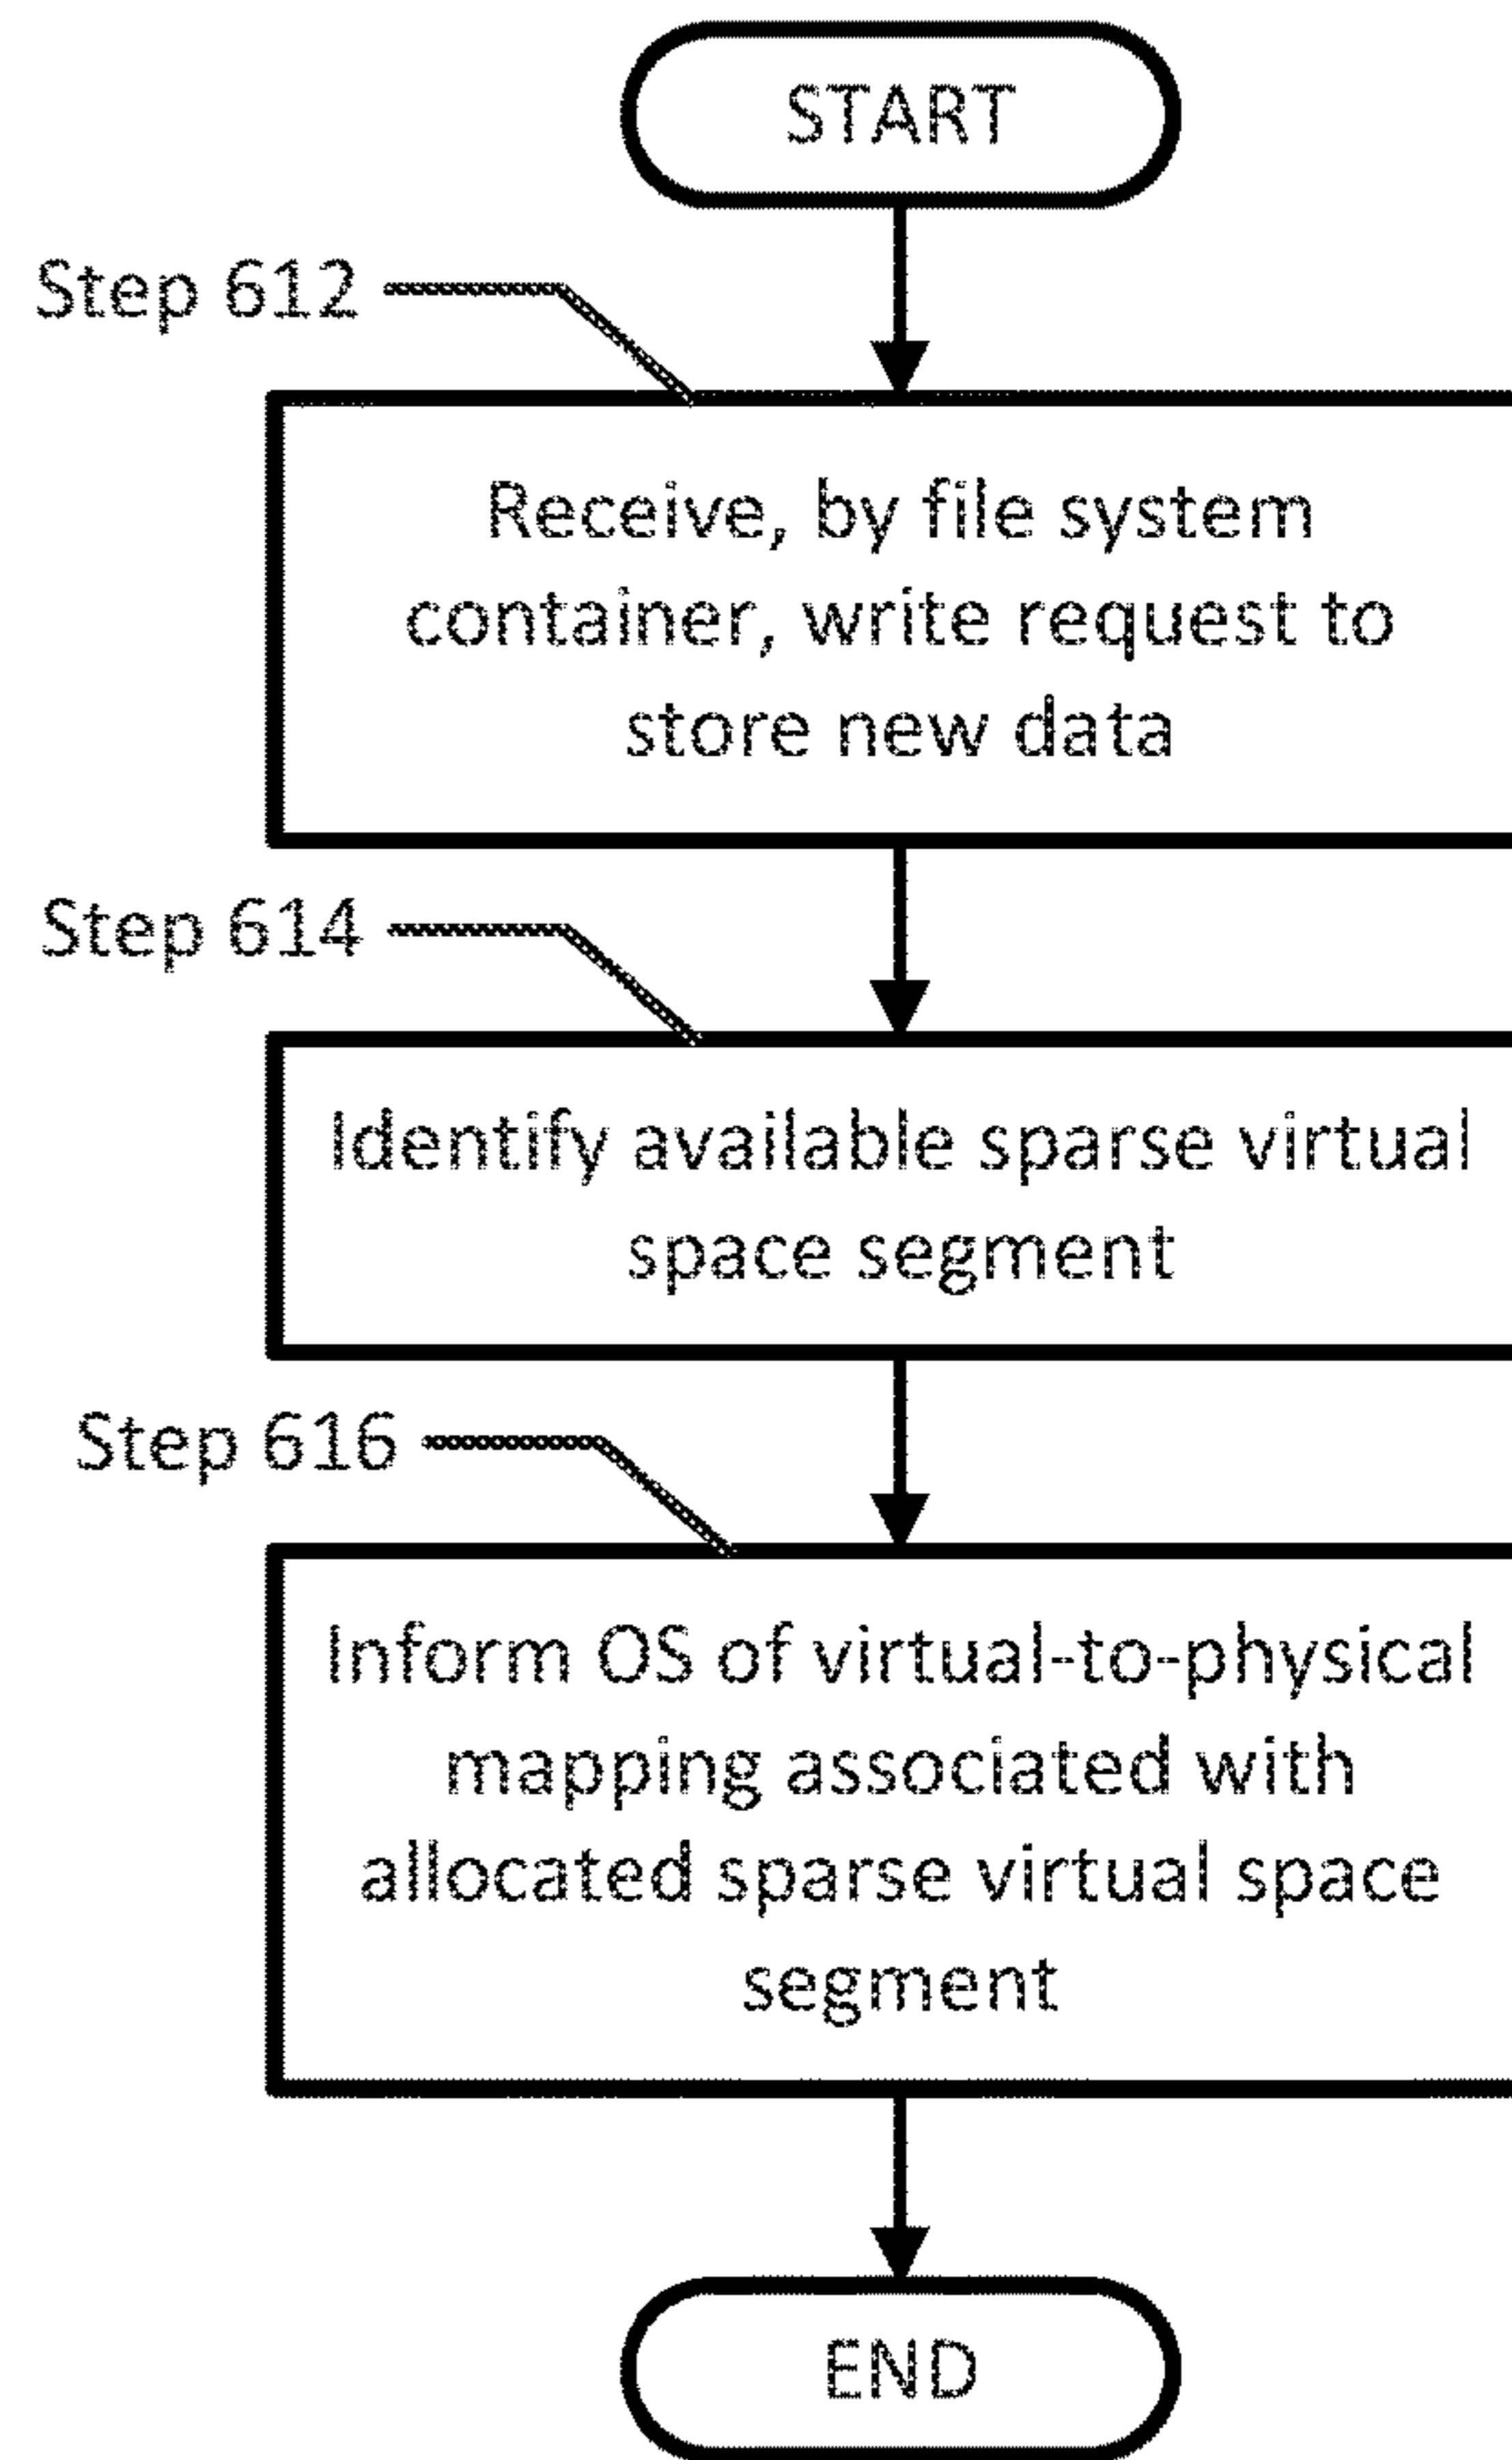 START
Step 612
Receive, by file system
container, write request to
store new data
Step 614
Identify available sparse virtual
space segment
Step 616
Inform OS of virtual-to-physical
mapping associated with
allocated sparse virtual space
segment
END